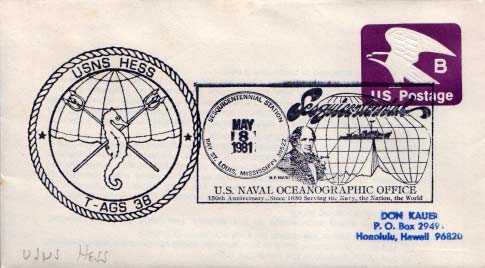 USNS HESS
T-AGS 38
SESQUICENTENNIAL STATION
MAY
8
1981
BAY ST. LOUIS, MISSISSIPPI 39522
Sesquicentennial
U.S. NAVAL OCEANOGRAPHIC OFFICE
150th Anniversary...Since 1830 Serving the Navy, the Nation, the World
B
US Postage
DON KAUER
P. O. Box 2949
Honolulu, Hawaii 96820
USNS HESS